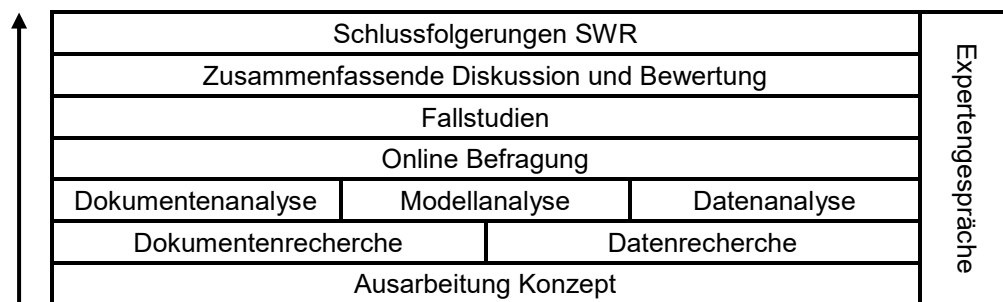 Schlussfolgerungen SWR
Zusammenfassende Diskussion und Bewertung
Fallstudien
Online Befragung
Dokumentenanalyse
Modellanalyse
Datenanalyse
Dokumentenrecherche
Datenrecherche
Ausarbeitung Konzept
Expertengespräche